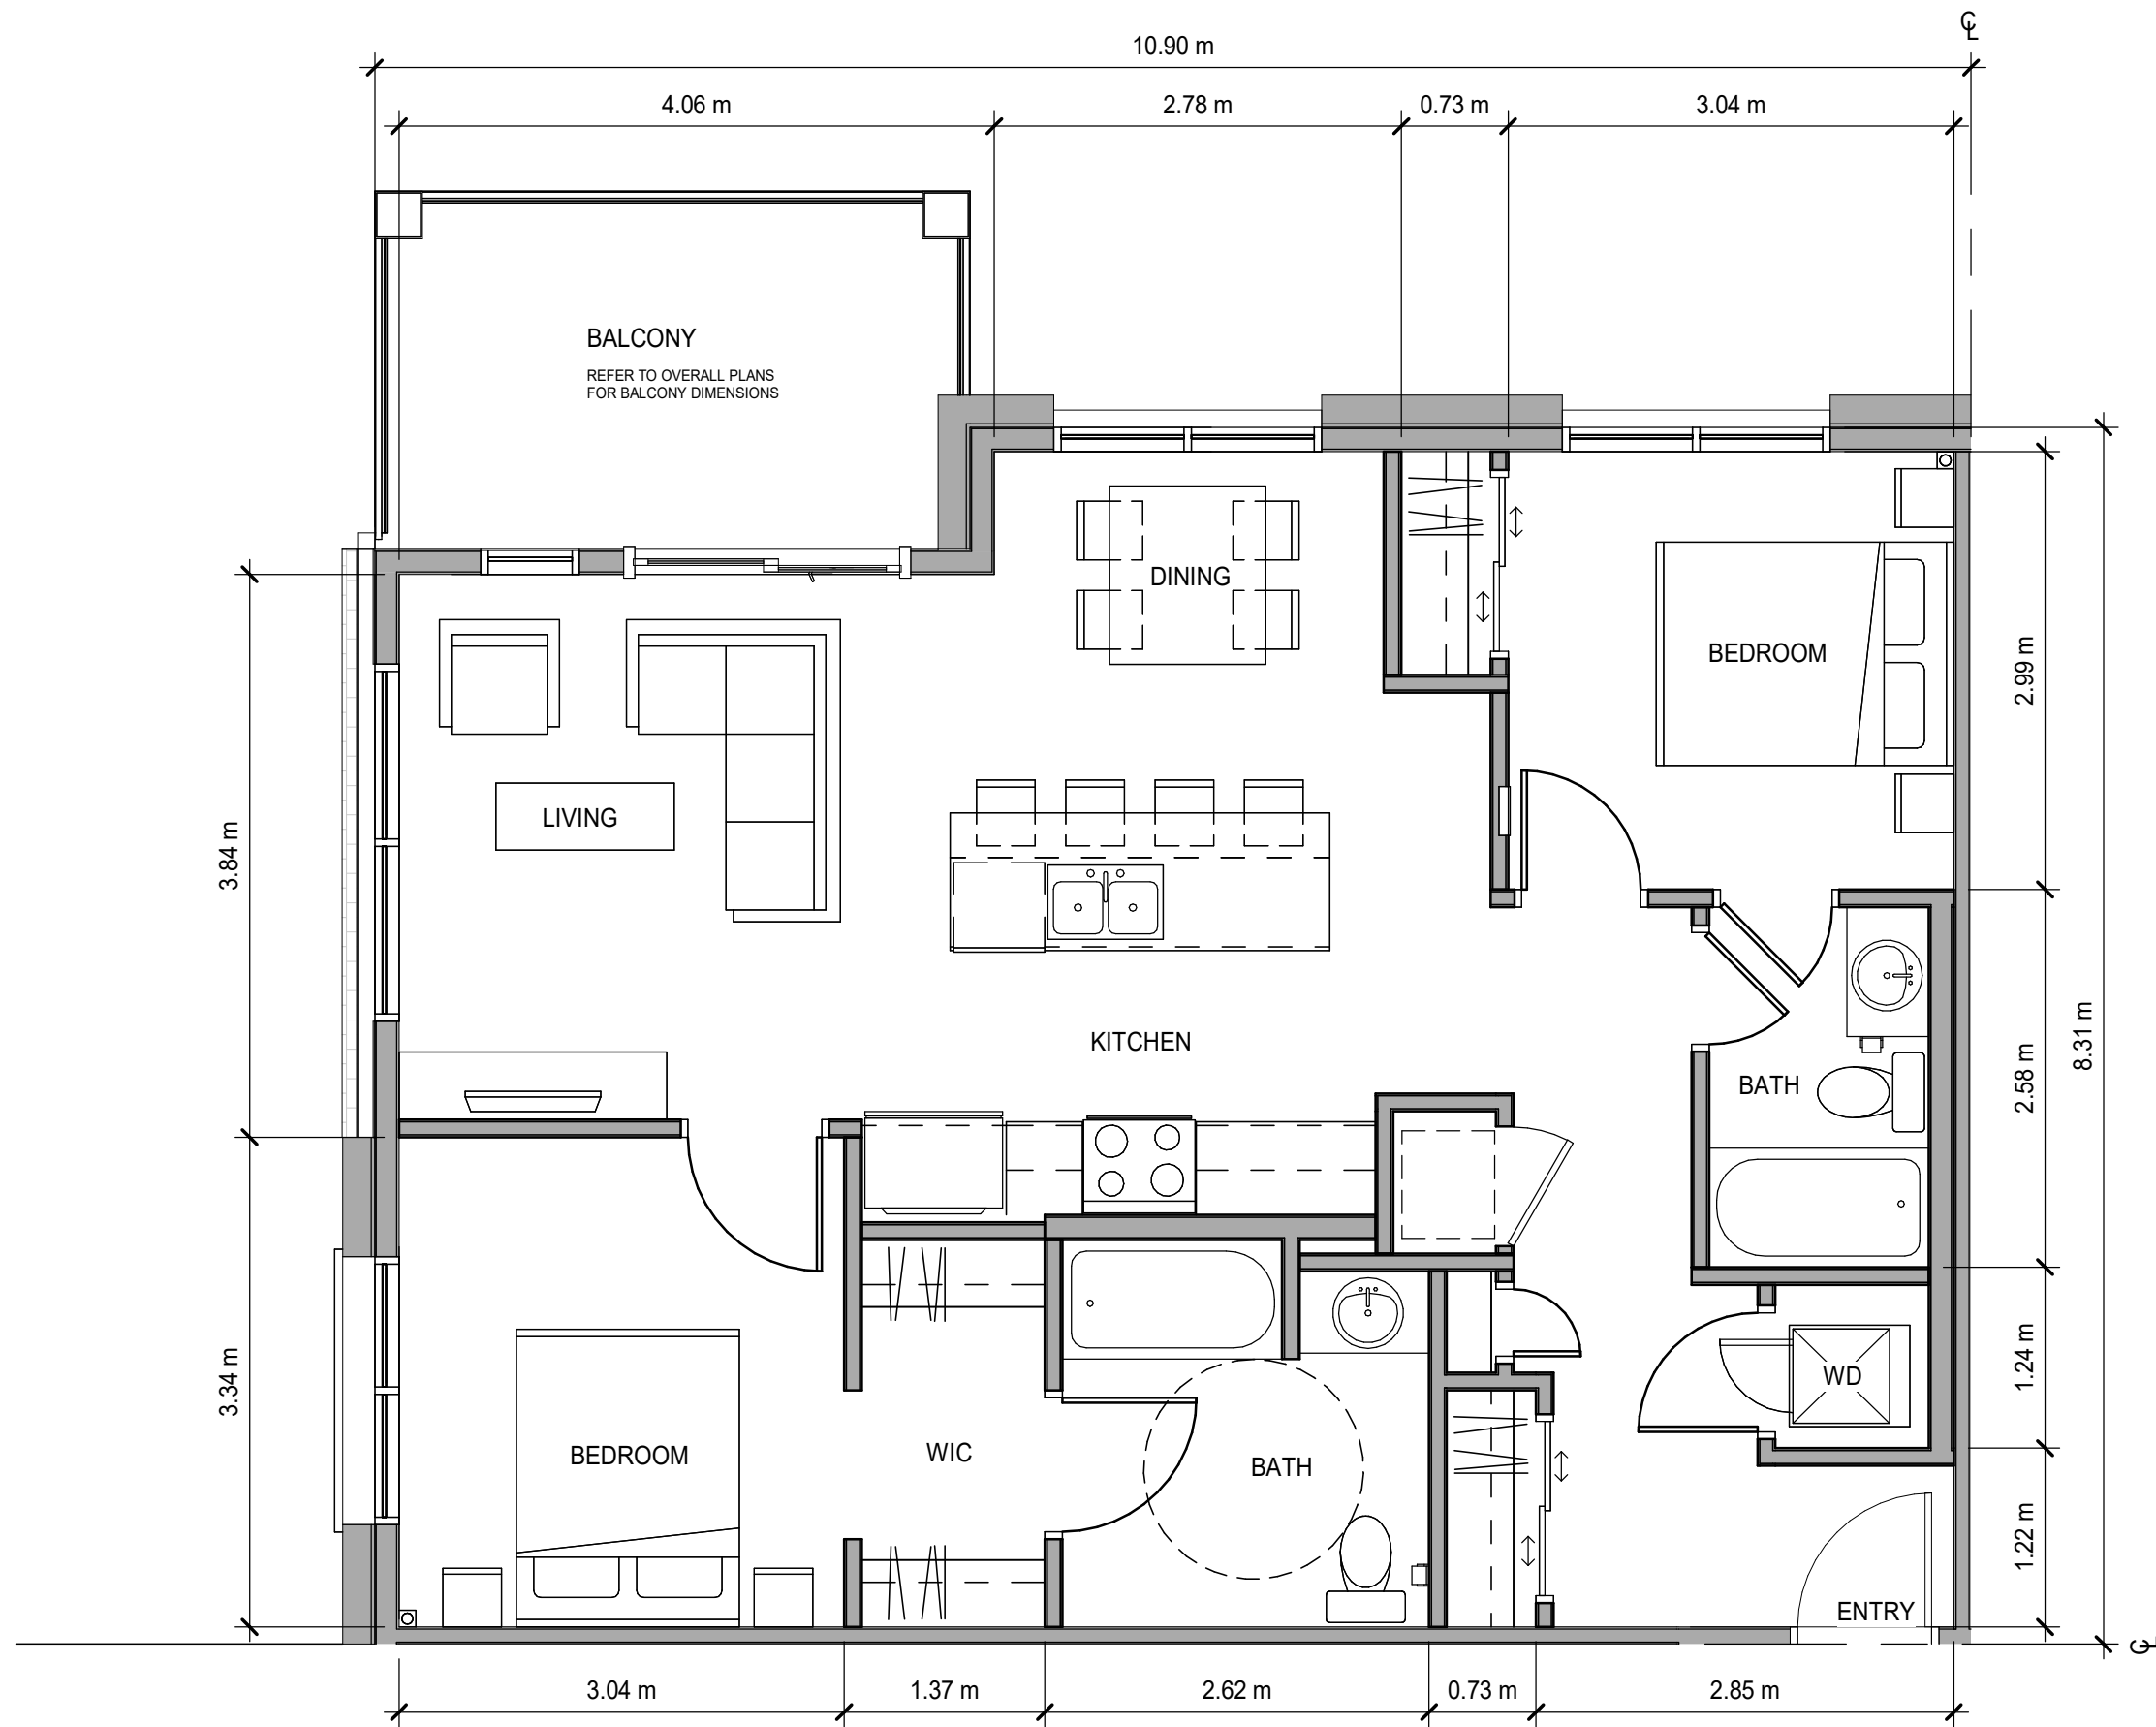 ℄
10.90 m
4.06 m
2.78 m
0.73 m
3.04 m
BALCONY
REFER TO OVERALL PLANS
FOR BALCONY DIMENSIONS
DINING
BEDROOM
2.99 m
LIVING
3.84 m
KITCHEN
BATH
2.58 m
8.31 m
3.34 m
BEDROOM
WIC
BATH
WD
1.24 m
1.22 m
ENTRY
℄
3.04 m
1.37 m
2.62 m
0.73 m
2.85 m